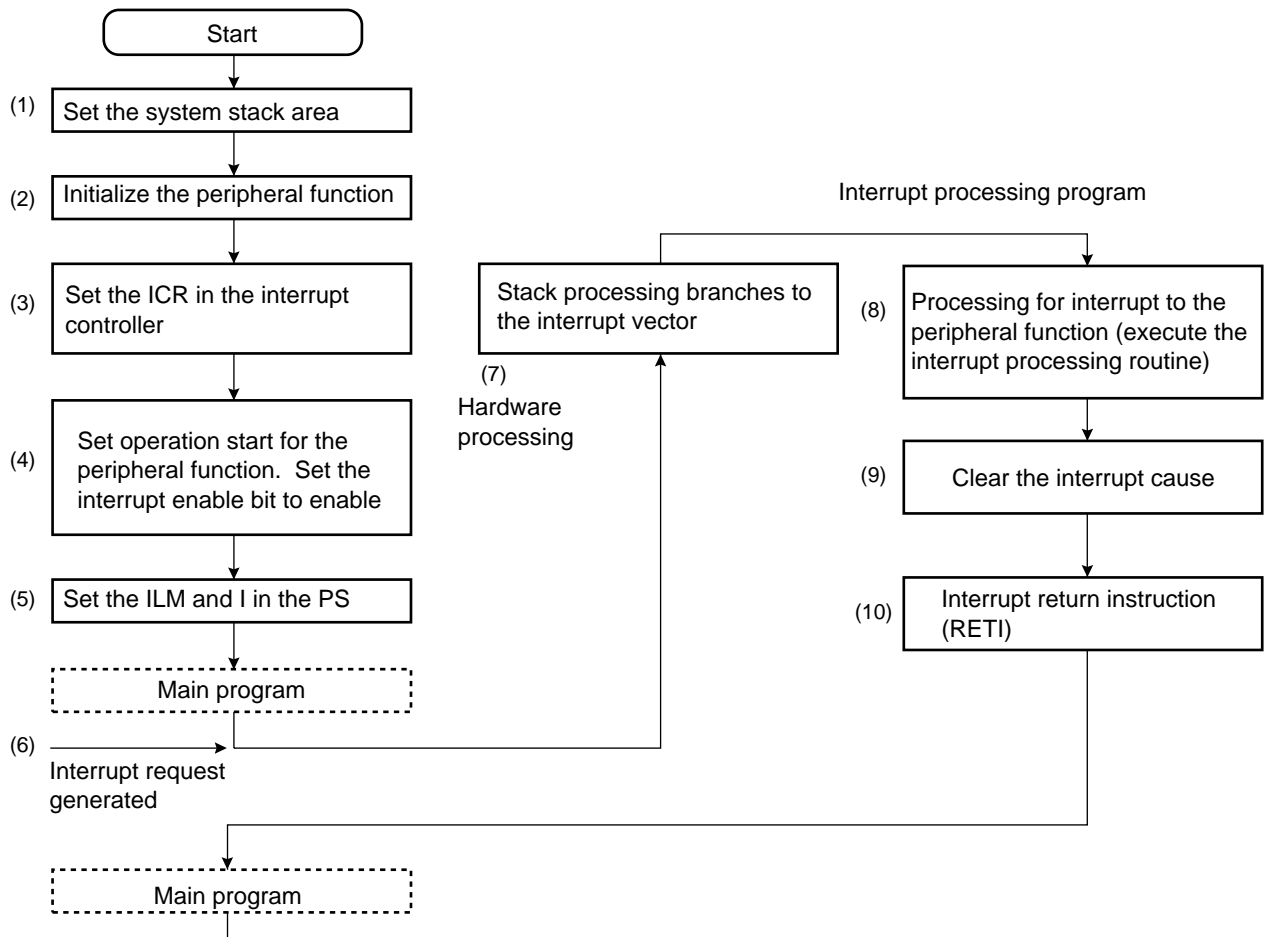 Start
(1)
Set the system stack area
(2)
Initialize the peripheral function
(3)
Set the ICR in the interrupt
controller
(4)
Set operation start for the
peripheral function.  Set the
interrupt enable bit to enable
(5)
Set the ILM and I in the PS
Main program
(6)
Interrupt request
generated
Stack processing branches to
the interrupt vector
(7)
Hardware
processing
Interrupt processing program
(8)
Processing for interrupt to the
peripheral function (execute the
interrupt processing routine)
(9)
Clear the interrupt cause
(10)
Interrupt return instruction
(RETI)
Main program